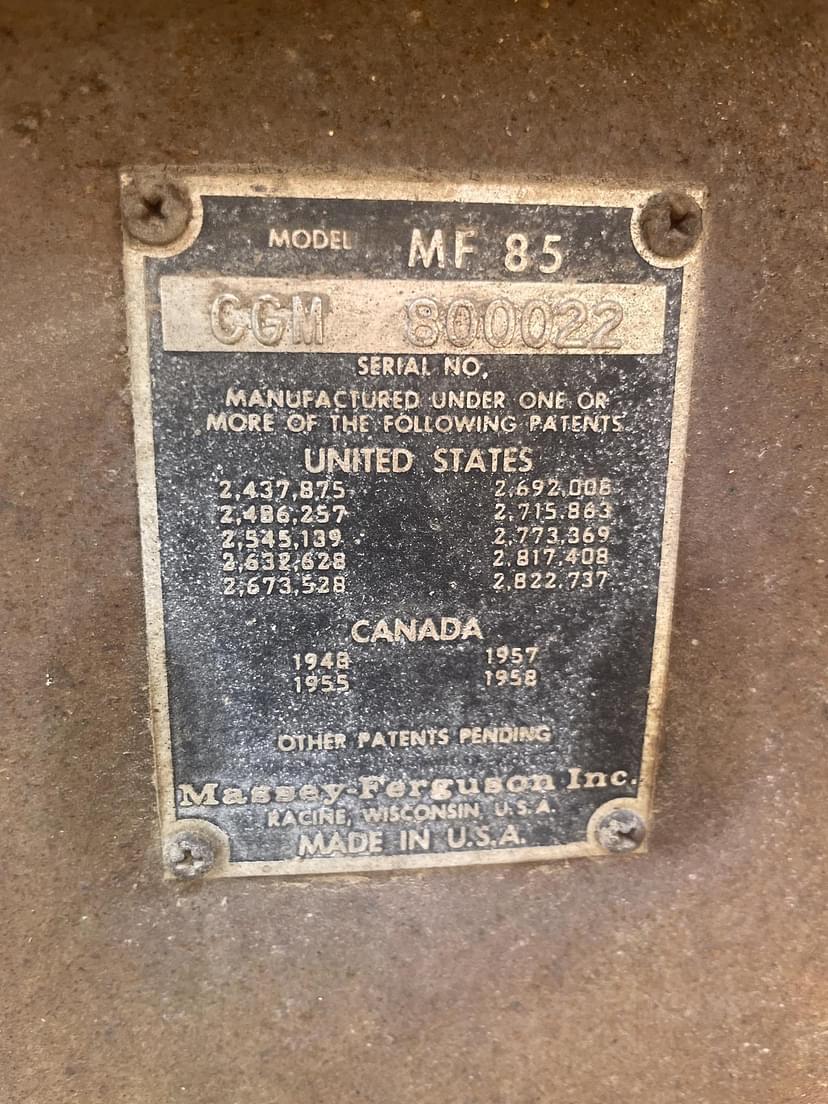 MODEL MF 85
CGM 800022
SERIAL NO.
MANUFACTURED UNDER ONE OR
MORE OF THE FOLLOWING PATENTS
UNITED STATES
2,437,875 2,692,008
2,486,257 2,715,863
2,545,139 2,773,369
2,632,628 2,817,408
2,673,528 2,822,737
CANADA
1948 1957
1955 1958
OTHER PATENTS PENDING
Massey-Ferguson Inc.
RACINE, WISCONSIN, U.S.A.
MADE IN U.S.A.